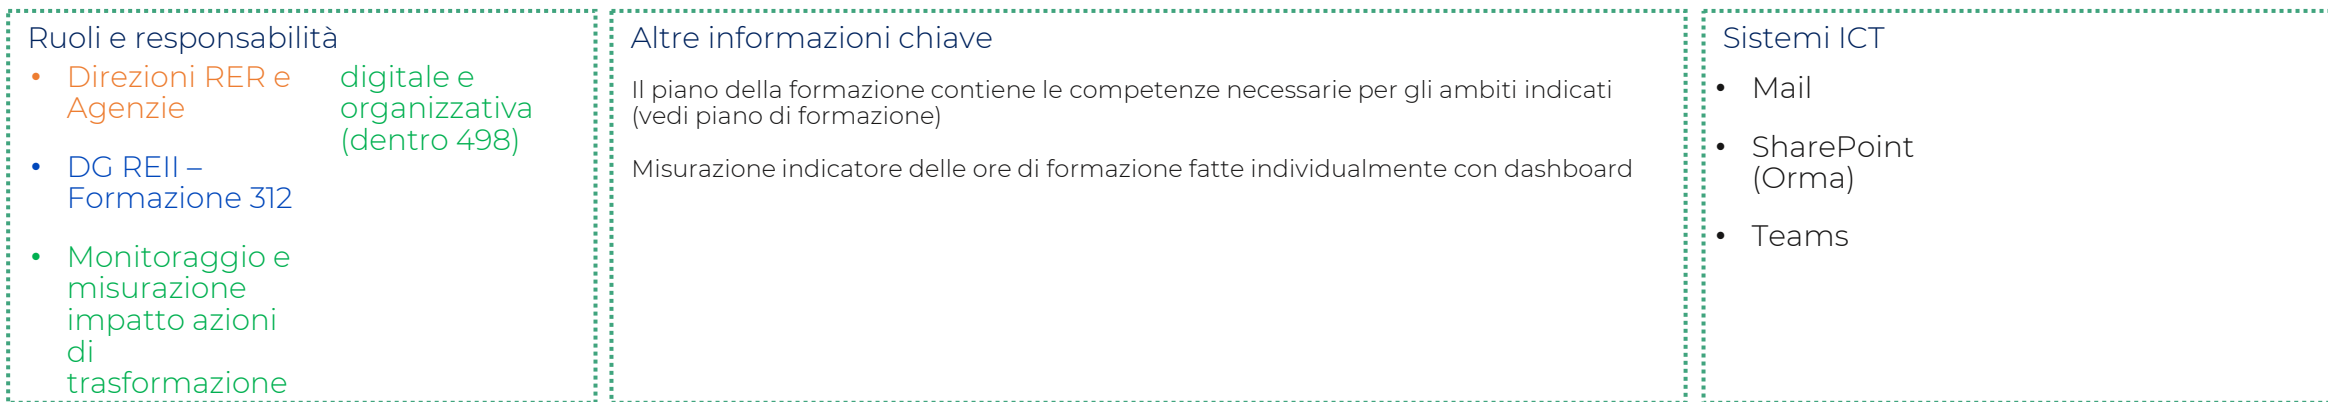 Ruoli e responsabilità
• Direzioni RER e
Agenzie
• DG REII –
Formazione 312
• Monitoraggio e
misurazione
impatto azioni
di
trasformazione
digitale e
organizzativa
(dentro 498)
Altre informazioni chiave
Il piano della formazione contiene le competenze necessarie per gli ambiti indicati
(vedi piano di formazione)
Misurazione indicatore delle ore di formazione fatte individualmente con dashboard
Sistemi ICT
• Mail
• SharePoint
(Orma)
• Teams